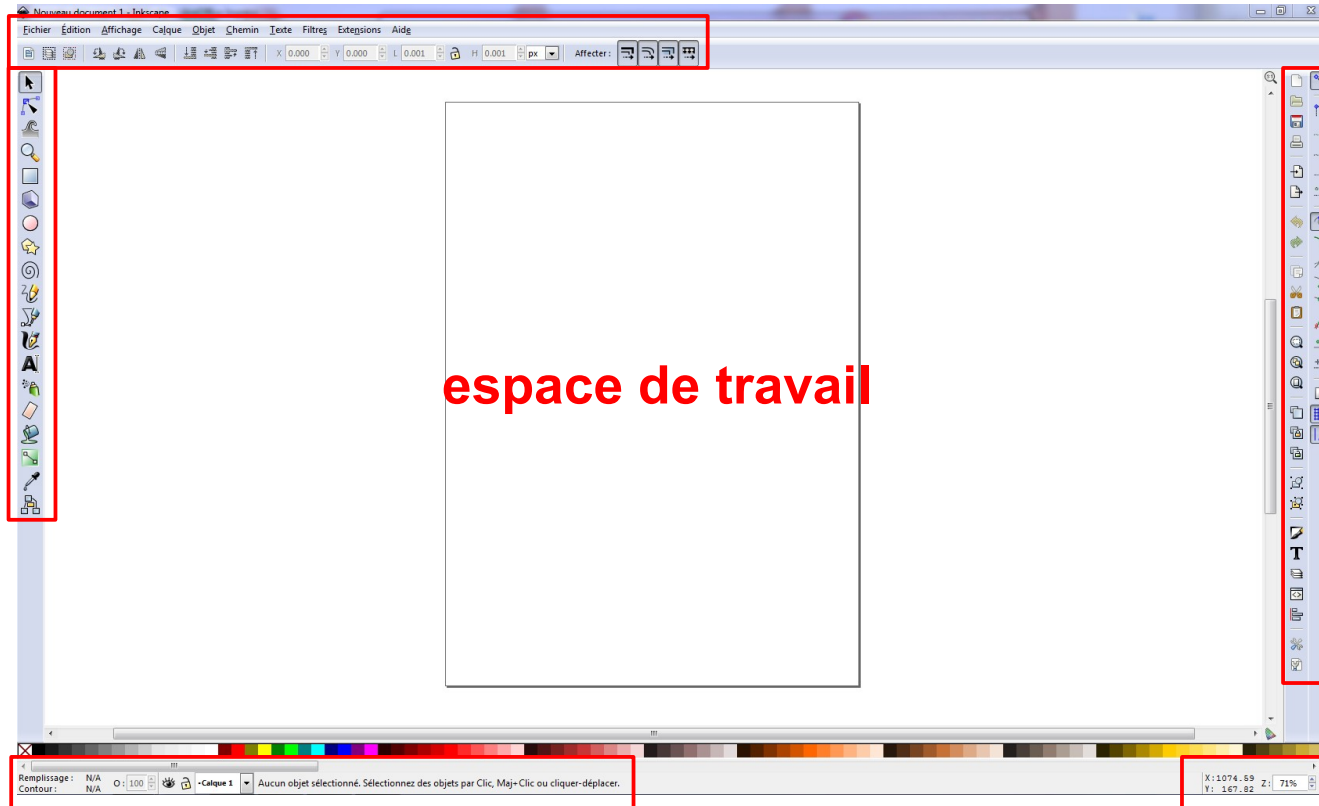 Nouveau document 1 - Inkscape
Fichier Édition Affichage Calque Objet Chemin Texte Filtres Extensions Aide
X 0.000 Y 0.000 L 0.001 H 0.001 px Affecter :
espace de travail
Remplissage : N/A
Contour : N/A
O : 100 •Calque 1 Aucun objet sélectionné. Sélectionnez des objets par Clic, Maj+Clic ou cliquer-déplacer.
X:1074.59
Y: 167.82
Z: 71%